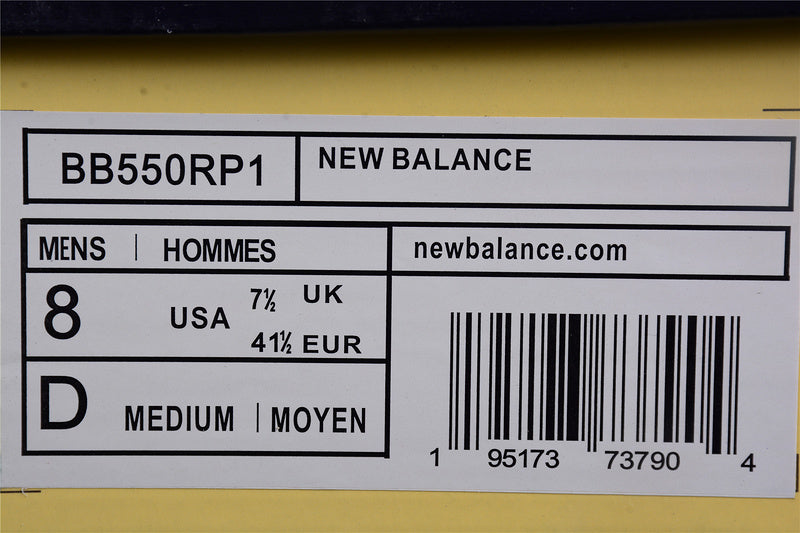 BB550RP1
NEW BALANCE
MENS | HOMMES
newbalance.com
8 USA 7½ UK
41½ EUR
D MEDIUM | MOYEN
1 95173 73790 4